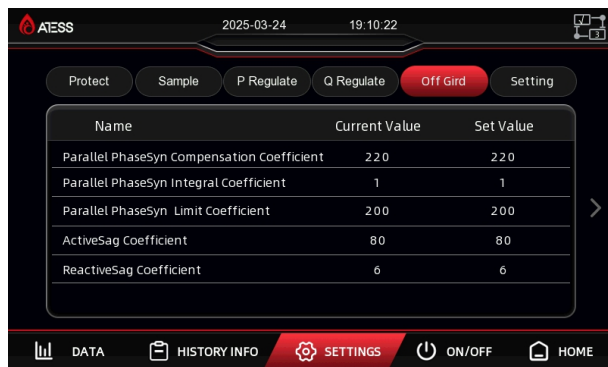 ATESS 2025-03-24 19:10:22
3
Protect Sample P Regulate Q Regulate Off Gird Setting
Name Current Value Set Value
Parallel PhaseSyn Compensation Coefficient 220 220
Parallel PhaseSyn Integral Coefficient 1 1
Parallel PhaseSyn Limit Coefficient 200 200
ActiveSag Coefficient 80 80
ReactiveSag Coefficient 6 6
DATA HISTORY INFO SETTINGS ON/OFF HOME